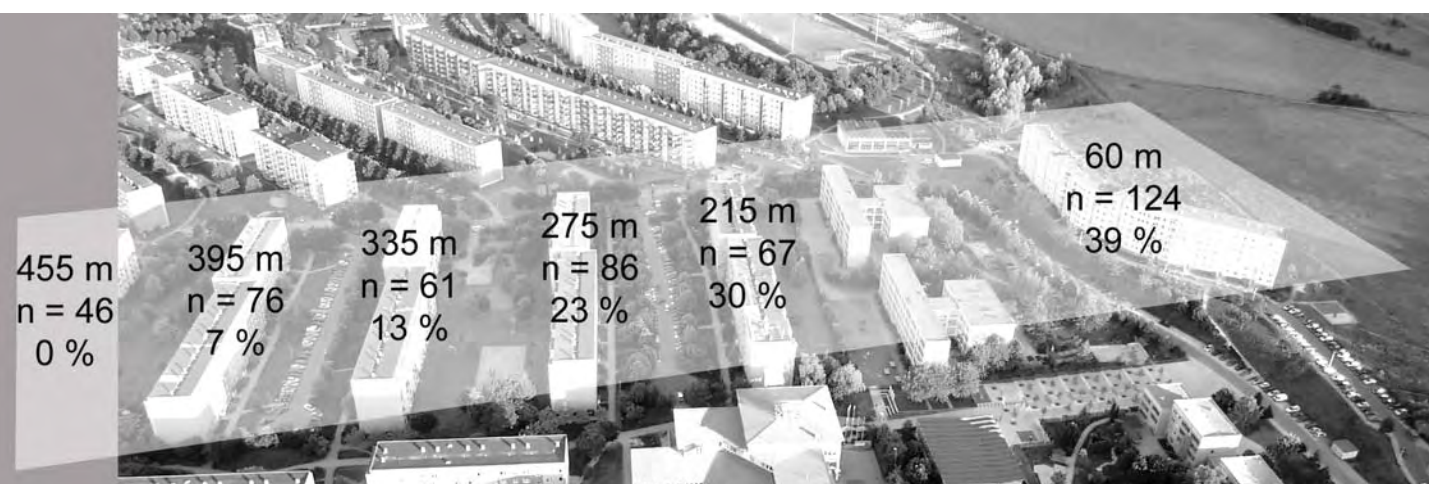 455 m
n = 46
0 %
395 m
n = 76
7 %
335 m
n = 61
13 %
275 m
n = 86
23 %
215 m
n = 67
30 %
60 m
n = 124
39 %